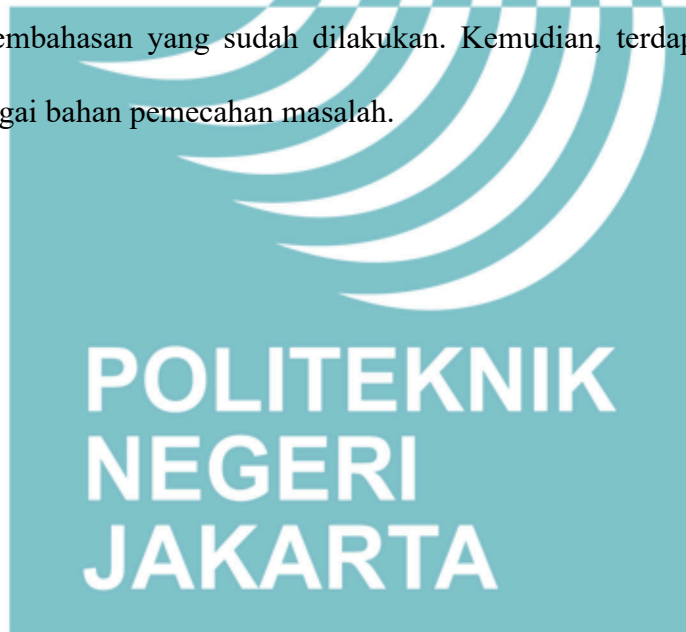 embahasan yang sudah dilakukan. Kemudian, terdap
gai bahan pemecahan masalah.
POLITEKNIK
NEGERI
JAKARTA